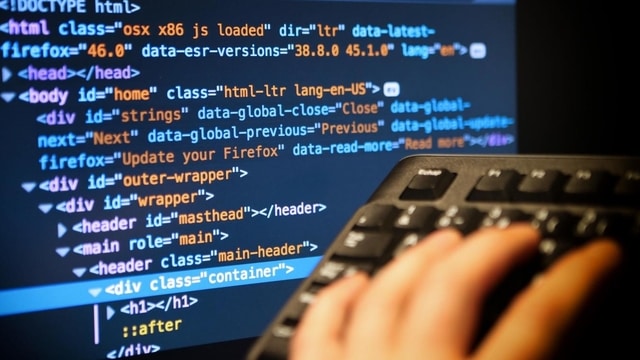 <!DOCTYPE html>
<html class="osx x86 js loaded" dir="ltr" data-latest-
firefox="46.0" data-esr-versions="38.8.0 45.1.0" lang="en">
<head></head>
<body id="home" class="html-ltr lang-en-US">
<div id="strings" data-global-close="Close" data-global-
next="Next" data-global-previous="Previous" data-global-update-
firefox="Update your Firefox" data-read-more="Read more"></div>
<div id="outer-wrapper">
<div id="wrapper">
<header id="masthead"></header>
<main role="main">
<header class="main-header">
<div class="container">
<h1></h1>
::after
</div>